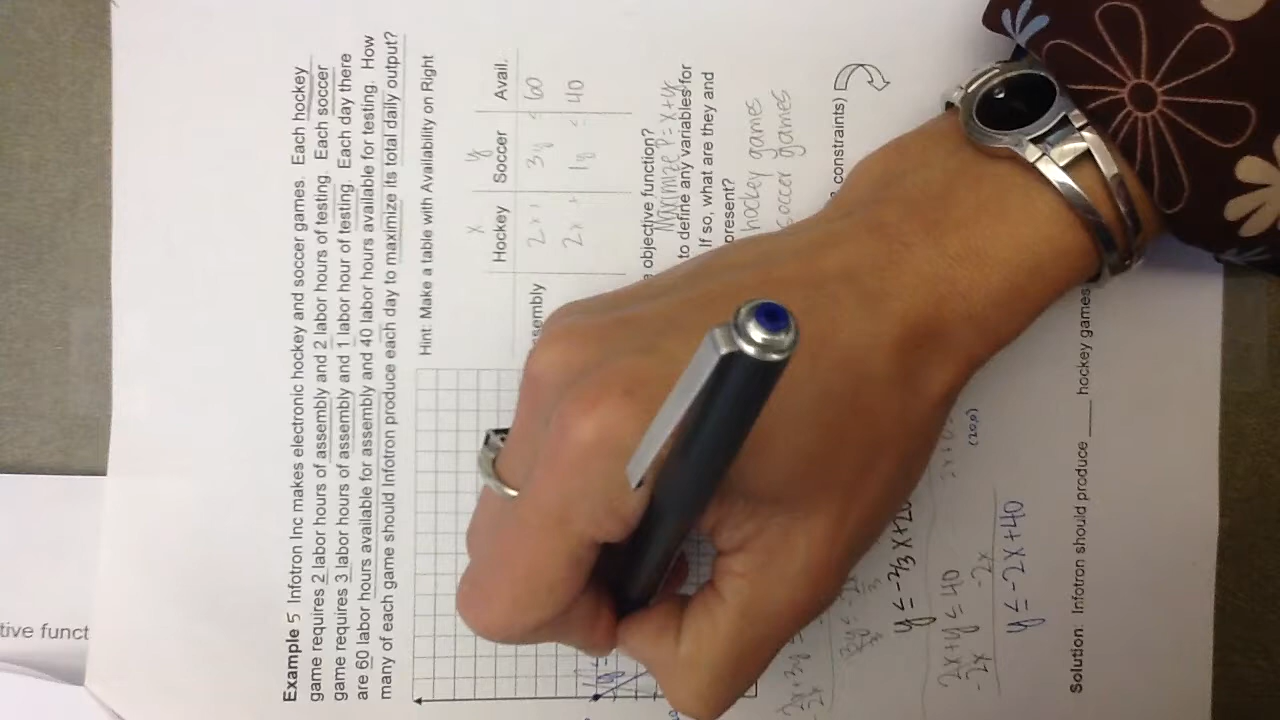 tive funct
Example 5 Infotron Inc makes electronic hockey and soccer games. Each hockey
game requires 2 labor hours of assembly and 2 labor hours of testing. Each soccer
game requires 3 labor hours of assembly and 1 labor hour of testing. Each day there
are 60 labor hours available for assembly and 40 labor hours available for testing. How
many of each game should Infotron produce each day to maximize its total daily output?
Hint: Make a table with Availability on Right
x y
Hockey Soccer Avail.
sembly 2x + 3y ≤ 60
2x + 1y ≤ 40
objective function?
Maximize P = x+y
to define any variables for
If so, what are they and
present?
hockey games
soccer games
constraints)
y ≤ -2/3 x + 20
2x+y ≤ 40
-2x -2x
(20,0)
y ≤ -2x+40
Solution: Infotron should produce ____ hockey games